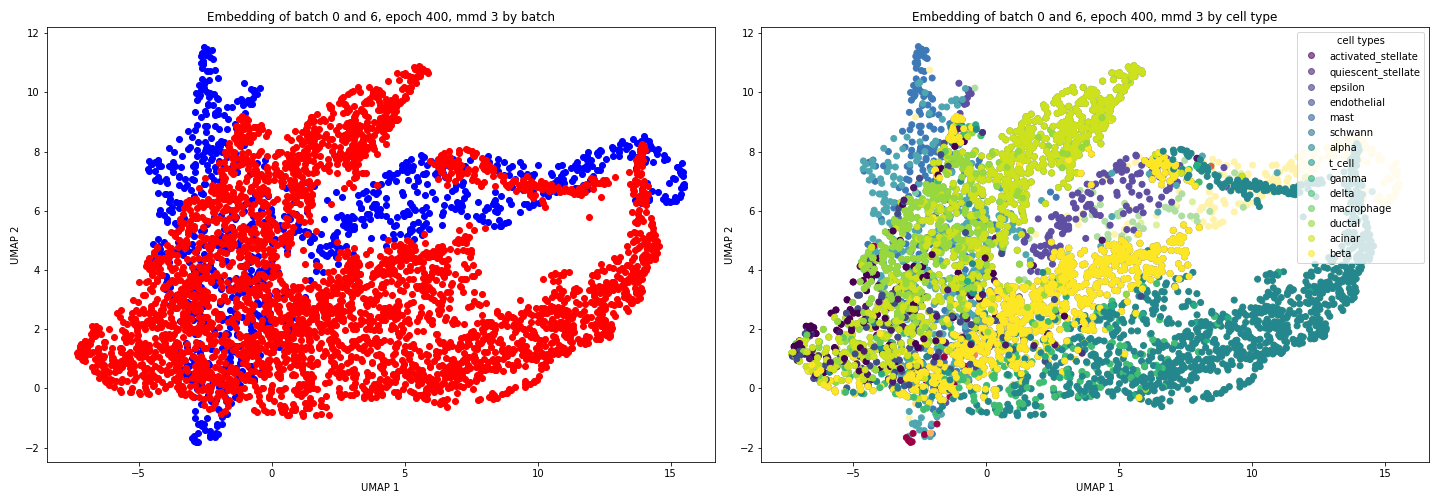 Embedding of batch 0 and 6, epoch 400, mmd 3 by batch
12
10
8
6
4
2
0
−2
UMAP 2
−5
0
5
10
15
UMAP 1
Embedding of batch 0 and 6, epoch 400, mmd 3 by cell type
12
10
8
6
4
2
0
−2
UMAP 2
−5
0
5
10
15
UMAP 1
cell types
activated_stellate
quiescent_stellate
epsilon
endothelial
mast
schwann
alpha
t_cell
gamma
delta
macrophage
ductal
acinar
beta